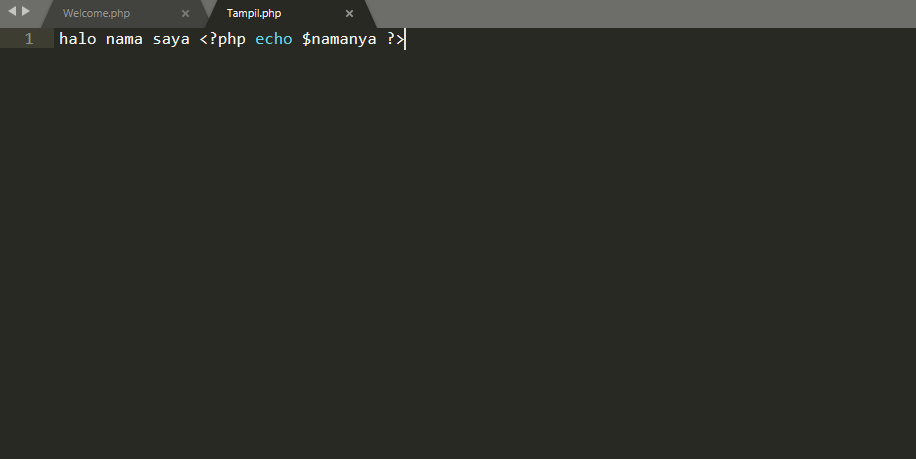 Welcome.php × Tampil.php ×
1 halo nama saya <?php echo $namanya ?>